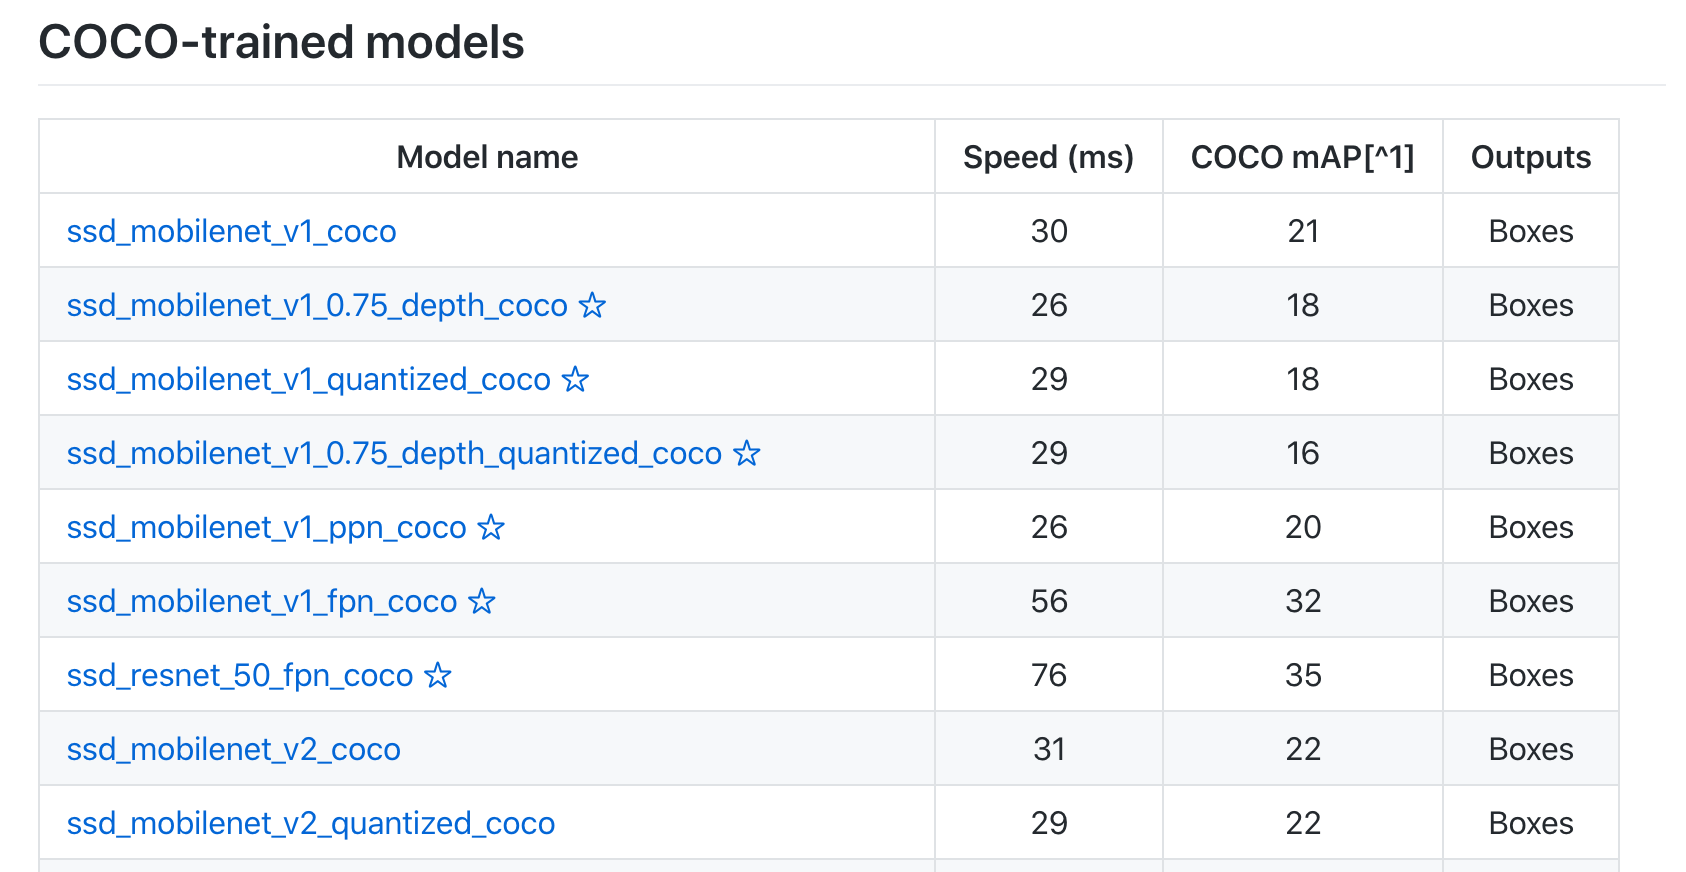 COCO-trained models
Model name Speed (ms) COCO mAP[^1] Outputs
ssd_mobilenet_v1_coco 30 21 Boxes
ssd_mobilenet_v1_0.75_depth_coco ☆ 26 18 Boxes
ssd_mobilenet_v1_quantized_coco ☆ 29 18 Boxes
ssd_mobilenet_v1_0.75_depth_quantized_coco ☆ 29 16 Boxes
ssd_mobilenet_v1_ppn_coco ☆ 26 20 Boxes
ssd_mobilenet_v1_fpn_coco ☆ 56 32 Boxes
ssd_resnet_50_fpn_coco ☆ 76 35 Boxes
ssd_mobilenet_v2_coco 31 22 Boxes
ssd_mobilenet_v2_quantized_coco 29 22 Boxes